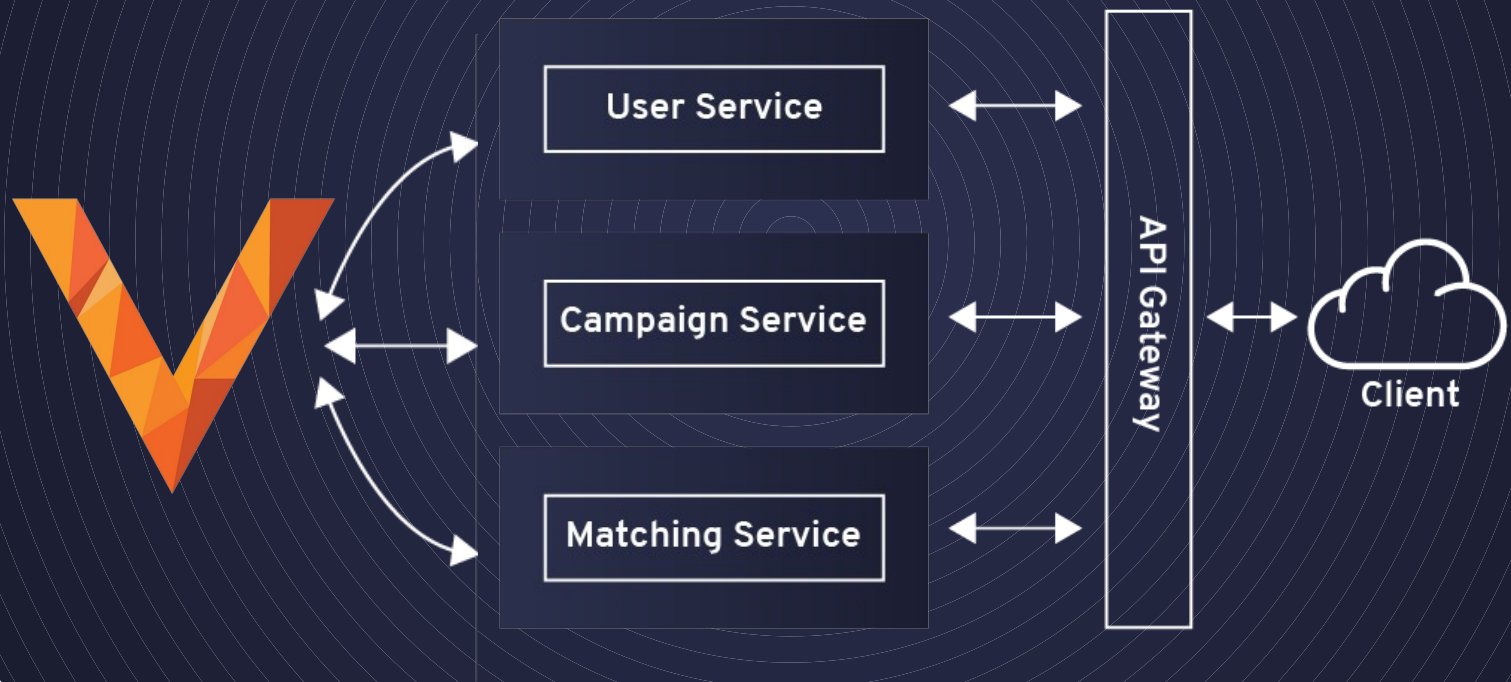 User Service
Campaign Service
Matching Service
API Gateway
Client